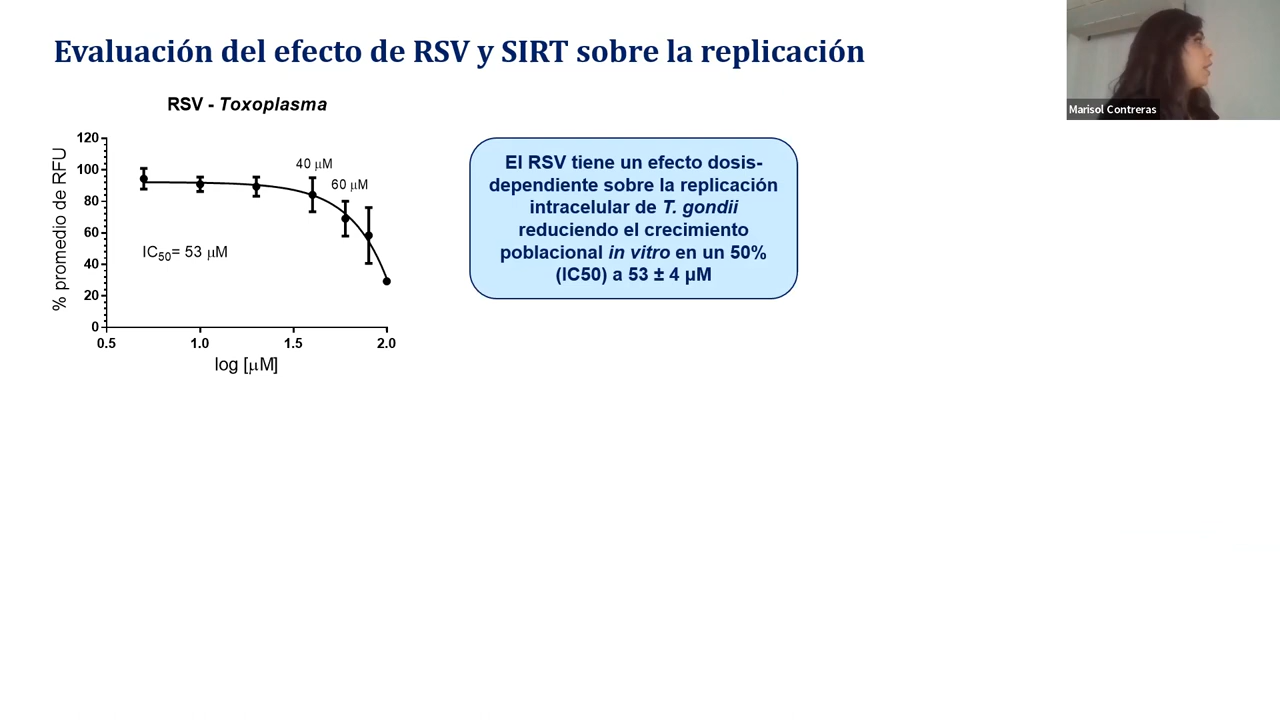 Evaluación del efecto de RSV y SIRT sobre la replicación
Marisol Contreras
RSV - Toxoplasma
% promedio de RFU
120
100
80
60
40
20
0
40 μM
60 μM
IC50= 53 μM
0.5
1.0
1.5
2.0
log [μM]
El RSV tiene un efecto dosis-
dependiente sobre la replicación
intracelular de T. gondii
reduciendo el crecimiento
poblacional in vitro en un 50%
(IC50) a 53 ± 4 μM